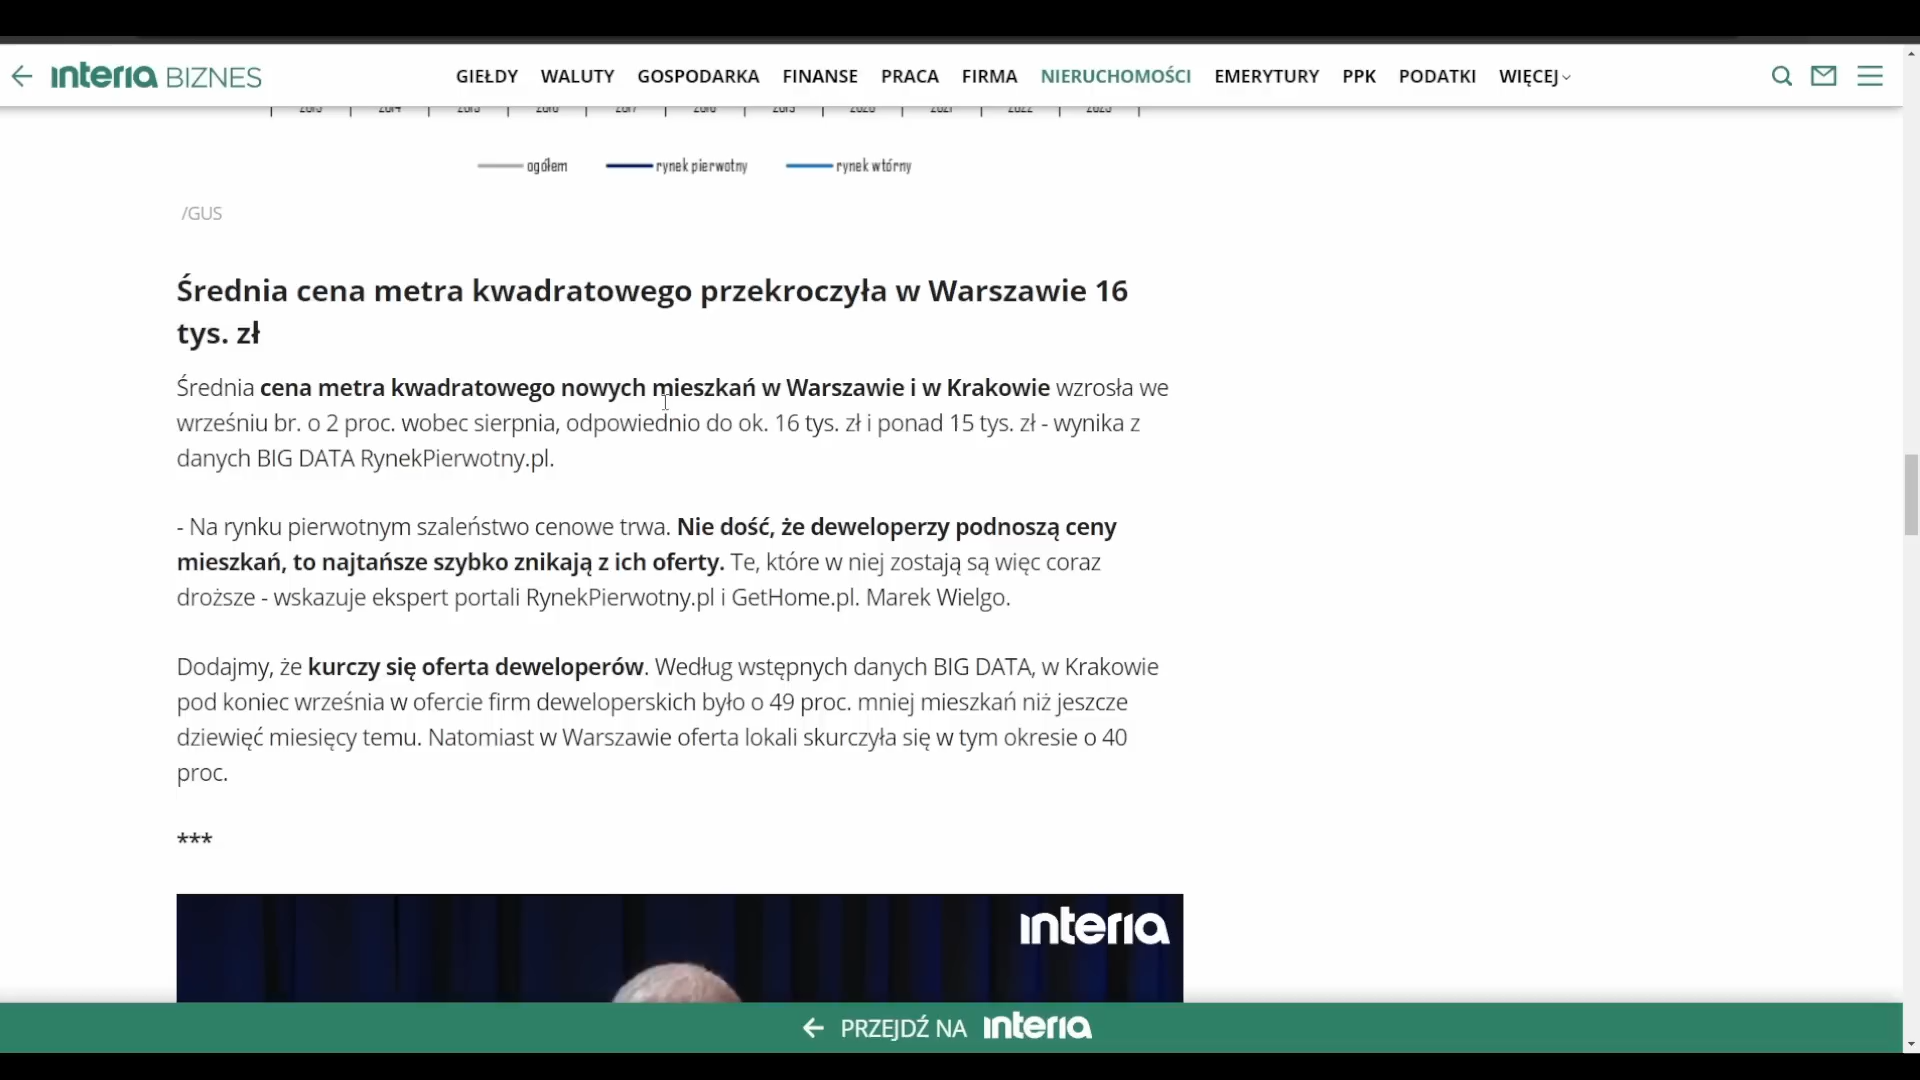 interia BIZNES
GIEŁDY WALUTY GOSPODARKA FINANSE PRACA FIRMA NIERUCHOMOŚCI EMERYTURY PPK PODATKI WIĘCEJ
ogółem rynek pierwotny rynek wtórny
/GUS
Średnia cena metra kwadratowego przekroczyła w Warszawie 16
tys. zł
Średnia cena metra kwadratowego nowych mieszkań w Warszawie i w Krakowie wzrosła we
wrześniu br. o 2 proc. wobec sierpnia, odpowiednio do ok. 16 tys. zł i ponad 15 tys. zł - wynika z
danych BIG DATA RynekPierwotny.pl.
- Na rynku pierwotnym szaleństwo cenowe trwa. Nie dość, że deweloperzy podnoszą ceny
mieszkań, to najtańsze szybko znikają z ich oferty. Te, które w niej zostają są więc coraz
droższe - wskazuje ekspert portali RynekPierwotny.pl i GetHome.pl. Marek Wielgo.
Dodajmy, że kurczy się oferta deweloperów. Według wstępnych danych BIG DATA, w Krakowie
pod koniec września w ofercie firm deweloperskich było o 49 proc. mniej mieszkań niż jeszcze
dziewięć miesięcy temu. Natomiast w Warszawie oferta lokali skurczyła się w tym okresie o 40
proc.
***
interia
PRZEJDŹ NA interia